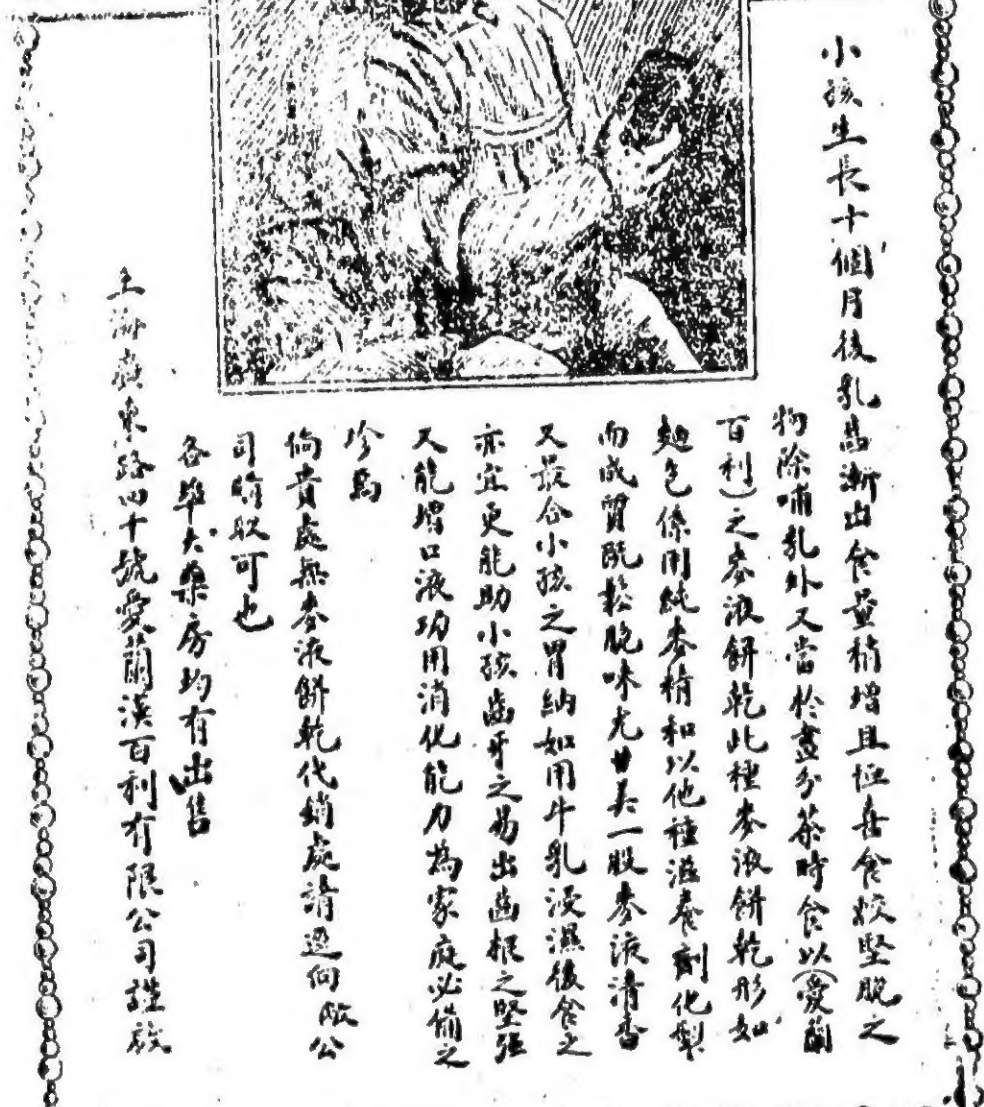 小孩生長十個月後乳齒漸出食量稍增且恒喜食較堅脆之
物除哺乳外又當於晝分茶時食以(愛蘭
百利)之麥液餅乾此種麥液餅乾形如
麵包係用純麥精和以他種滋養劑化製
而成質既鬆脆味尤甘美一股麥液清香
又最合小孩之胃納如用牛乳浸濕後食之
亦宜更能助小孩齒牙之易出齒根之堅強
又能增口液功用消化能力為家庭必備之
珍品
倘貴處無麥液餅乾代銷處請逕向敝公
司購取可也
各埠大藥房均有出售
上海廣東路四十號愛蘭漢百利有限公司謹啟